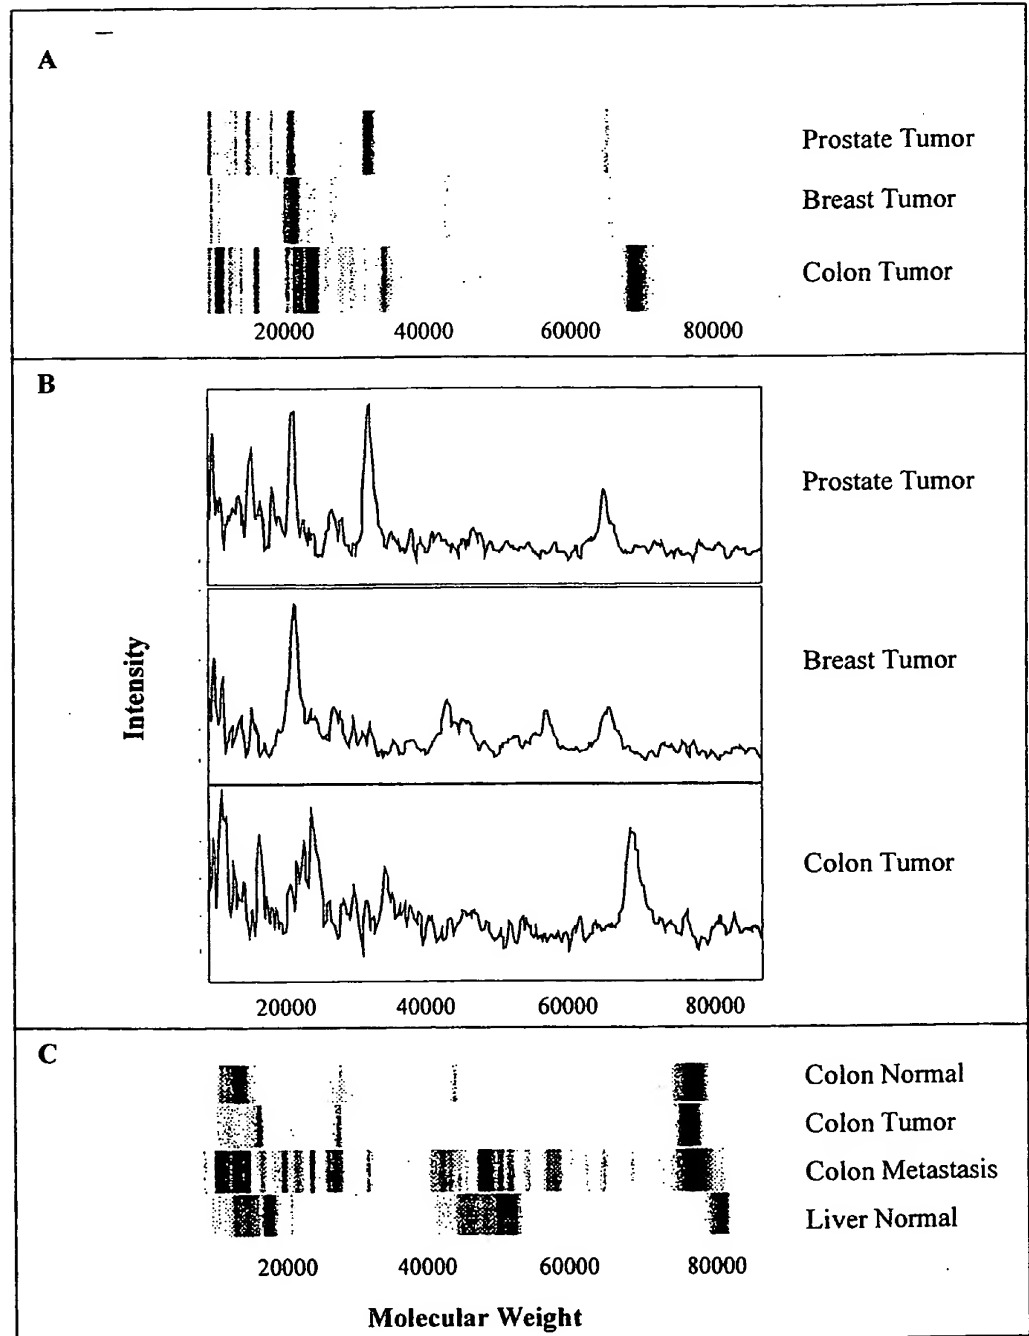 A
Prostate Tumor
Breast Tumor
Colon Tumor
20000 40000 60000 80000
B
Prostate Tumor
Intensity
Breast Tumor
Colon Tumor
20000 40000 60000 80000
C
Colon Normal
Colon Tumor
Colon Metastasis
Liver Normal
20000 40000 60000 80000
Molecular Weight